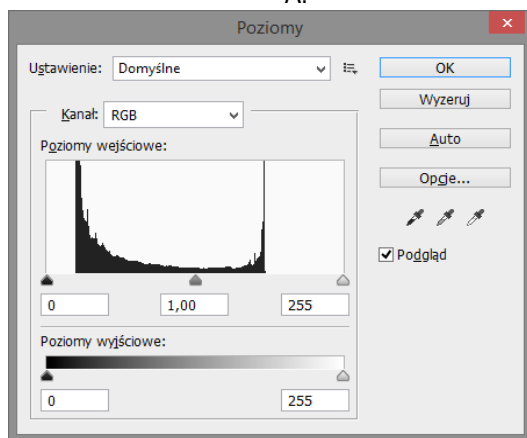 Poziomy
Ustawienie: Domyślne
OK
Wyzeruj
Kanał: RGB
Auto
Poziomy wejściowe:
Opcje...
Podgląd
0 1,00 255
Poziomy wyjściowe:
0 255